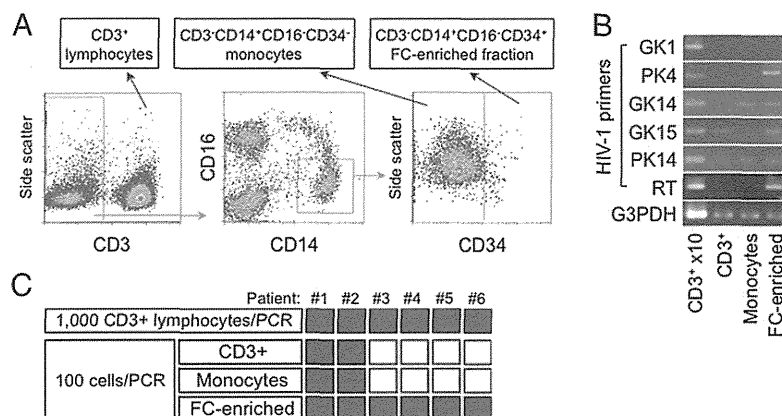 A
CD3+
lymphocytes
CD3-CD14+CD16-CD34-
monocytes
CD3-CD14+CD16-CD34+
FC-enriched fraction
Side scatter
CD3
CD16
CD14
Side scatter
CD34
B
HIV-1 primers
GK1
PK4
GK14
GK15
PK14
RT
G3PDH
CD3+ x10
CD3+
Monocytes
FC-enriched
C
Patient: #1 #2 #3 #4 #5 #6
1,000 CD3+ lymphocytes/PCR
100 cells/PCR
CD3+
Monocytes
FC-enriched